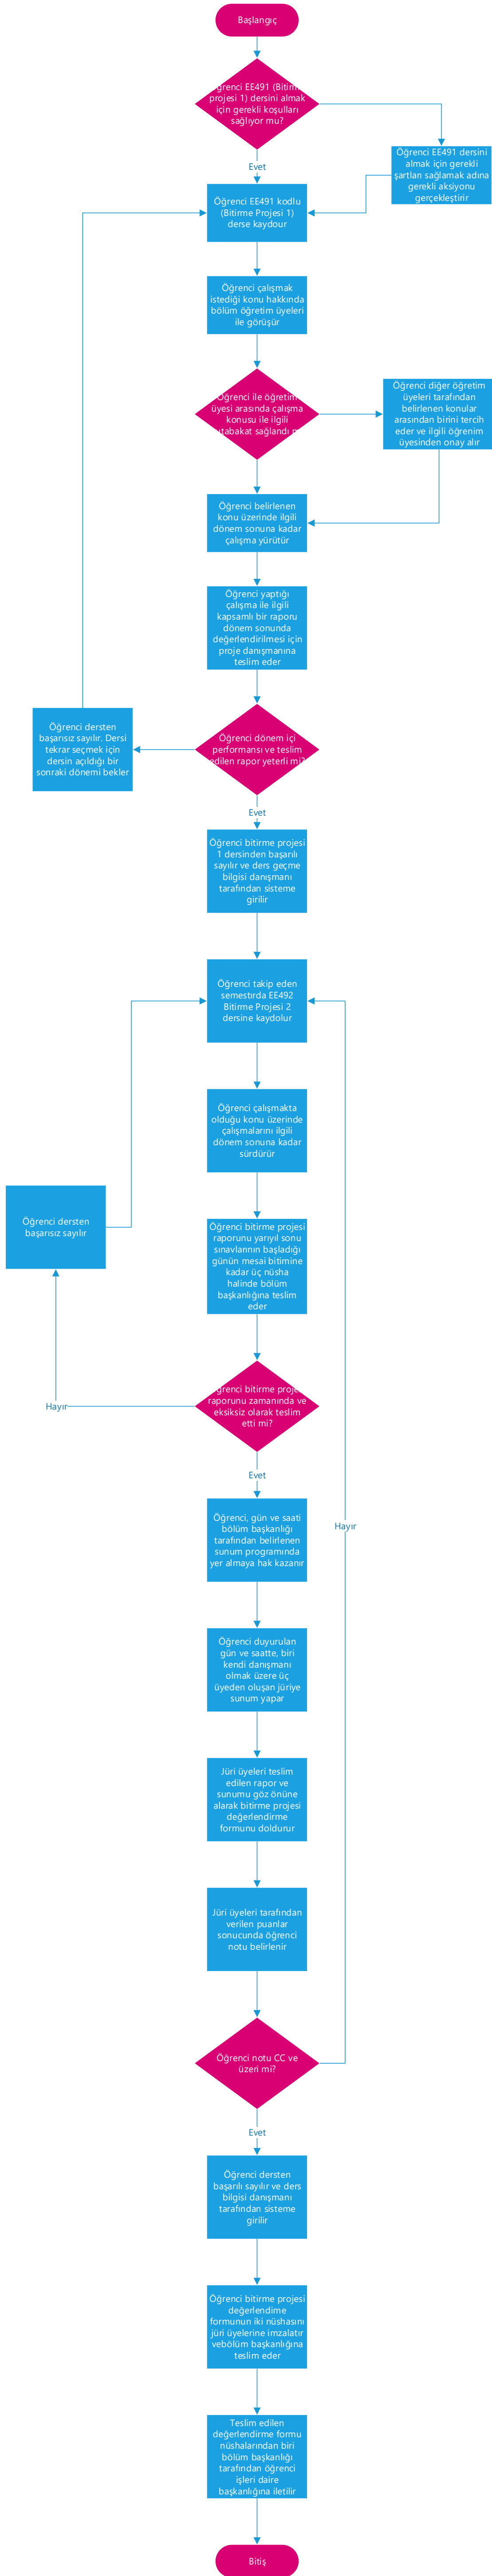 Başlangıç
projesi 1) dersini almak
için gerekli koşulları
sağlıyor mu?
Evet
Öğrenci EE491 dersini
almak için gerekli
şartları sağlamak adına
gerekli aksiyonu
gerçekleştirir
Öğrenci EE491 kodlu
(Bitirme Projesi 1)
derse kaydour
Öğrenci çalışmak
istediği konu hakkında
bölüm öğretim üyeleri
ile görüşür
Öğrenci ile öğretim
üyesi arasında çalışma
konusu ile ilgili
sağlandı
Öğrenci diğer öğretim
üyeleri tarafından
belirlenen konular
arasından birini tercih
eder ve ilgili öğrenim
üyesinden onay alır
Öğrenci belirlenen
konu üzerinde ilgili
dönem sonuna kadar
çalışma yürütür
Öğrenci yaptığı
çalışma ile ilgili
kapsamlı bir raporu
dönem sonunda
değerlendirilmesi için
proje danışmanına
teslim eder
Öğrenci dersten
başarısız sayılır. Dersi
tekrar seçmek için
dersin açıldığı bir
sonraki dönemi bekler
Öğrenci dönem içi
performansı ve teslim
edilen rapor yeterli mi?
Evet
Öğrenci bitirme projesi
1 dersinden başarılı
sayılır ve ders geçme
bilgisi danışmanı
tarafından sisteme
girilir
Öğrenci takip eden
semestırda EE492
Bitirme Projesi 2
dersine kaydolur
Öğrenci çalışmakta
olduğu konu üzerinde
çalışmalarını ilgili
dönem sonuna kadar
sürdürür
Öğrenci dersten
başarısız sayılır
Öğrenci bitirme projesi
raporunu yarıyıl sonu
sınavlarının başladığı
günün mesai bitimine
kadar üç nüsha
halinde bölüm
başkanlığına teslim
eder
Öğrenci bitirme projesi
raporunu zamanında ve
eksiksiz olarak teslim
etti mi?
Hayır
Evet
Öğrenci, gün ve saati
bölüm başkanlığı
tarafından belirlenen
sunum programında
yer almaya hak kazanır
Hayır
Öğrenci duyurulan
gün ve saatte, biri
kendi danışmanı
olmak üzere üç
üyeden oluşan jüriye
sunum yapar
Jüri üyeleri teslim
edilen rapor ve
sunumu göz önüne
alarak bitirme projesi
değerlendirme
formunu doldurur
Jüri üyeleri tarafından
verilen puanlar
sonucunda öğrenci
notu belirlenir
Öğrenci notu CC ve
üzeri mi?
Evet
Öğrenci dersten
başarılı sayılır ve ders
bilgisi danışmanı
tarafından sisteme
girilir
Öğrenci bitirme projesi
değerlendime
formunun iki nüshasını
jüri üyelerine imzalatır
vebölüm başkanlığına
teslim eder
Teslim edilen
değerlendirme formu
nüshalarından biri
bölüm başkanlığı
tarafından öğrenci
işleri daire
başkanlığına iletilir
Bitiş